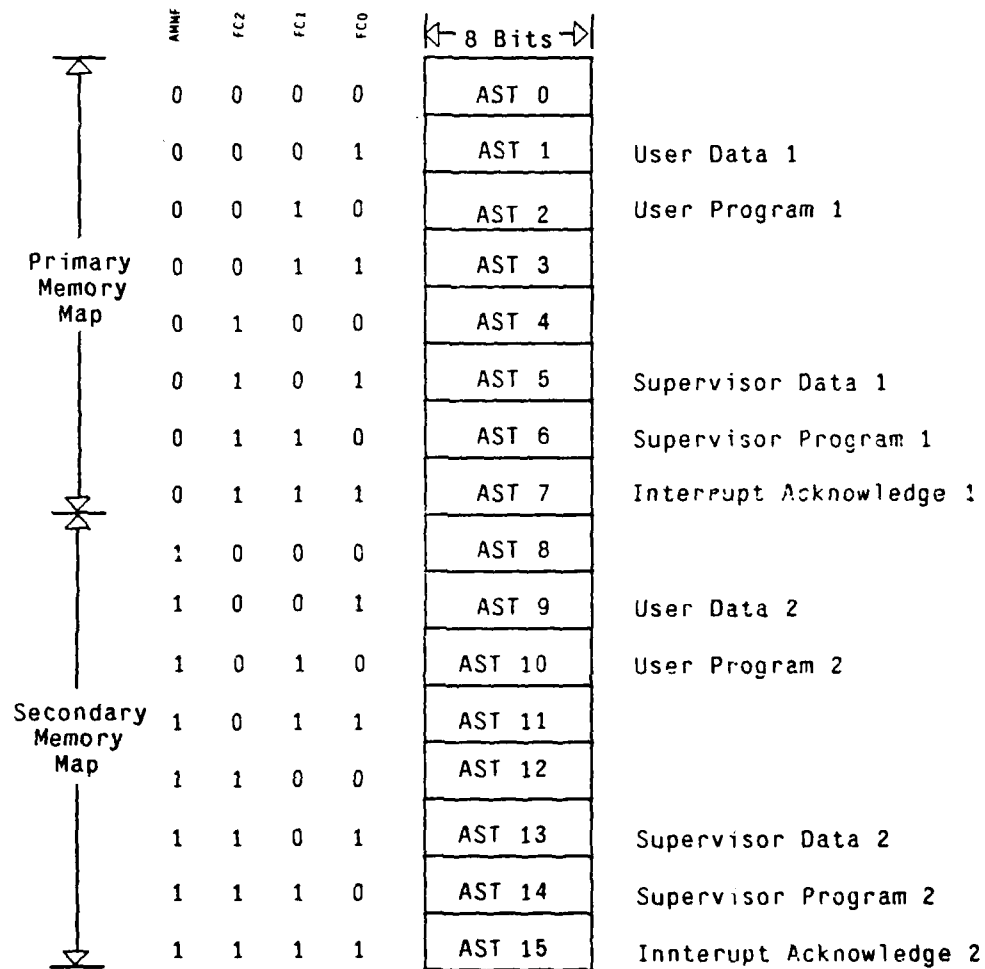 AMMF FC2 FC1 FC0 8 Bits
0 0 0 0 AST 0
0 0 0 1 AST 1 User Data 1
0 0 1 0 AST 2 User Program 1
Primary
Memory
Map
0 0 1 1 AST 3
0 1 0 0 AST 4
0 1 0 1 AST 5 Supervisor Data 1
0 1 1 0 AST 6 Supervisor Program 1
0 1 1 1 AST 7 Interrupt Acknowledge 1
1 0 0 0 AST 8
1 0 0 1 AST 9 User Data 2
1 0 1 0 AST 10 User Program 2
Secondary
Memory
Map
1 0 1 1 AST 11
1 1 0 0 AST 12
1 1 0 1 AST 13 Supervisor Data 2
1 1 1 0 AST 14 Supervisor Program 2
1 1 1 1 AST 15 Innterupt Acknowledge 2